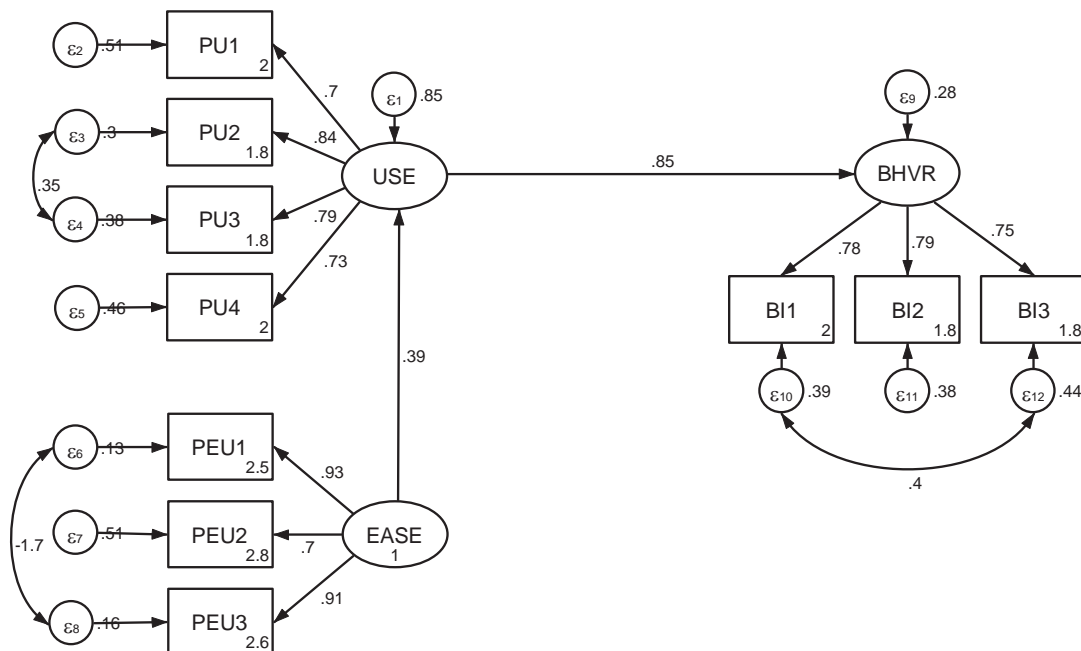 ε2 .51 PU1 2
ε3 .3 PU2 1.8
.35
ε4 .38 PU3 1.8
ε5 .46 PU4 2
.7
.84
.79
.73
ε1 .85
USE
.85
ε9 .28
BHVR
.78 .79 .75
BI1 2 BI2 1.8 BI3 1.8
ε10 .39 ε11 .38 ε12 .44
.4
.39
ε6 .13 PEU1 2.5
ε7 .51 PEU2 2.8
-1.7
ε8 .16 PEU3 2.6
.93
.7
.91
EASE
1